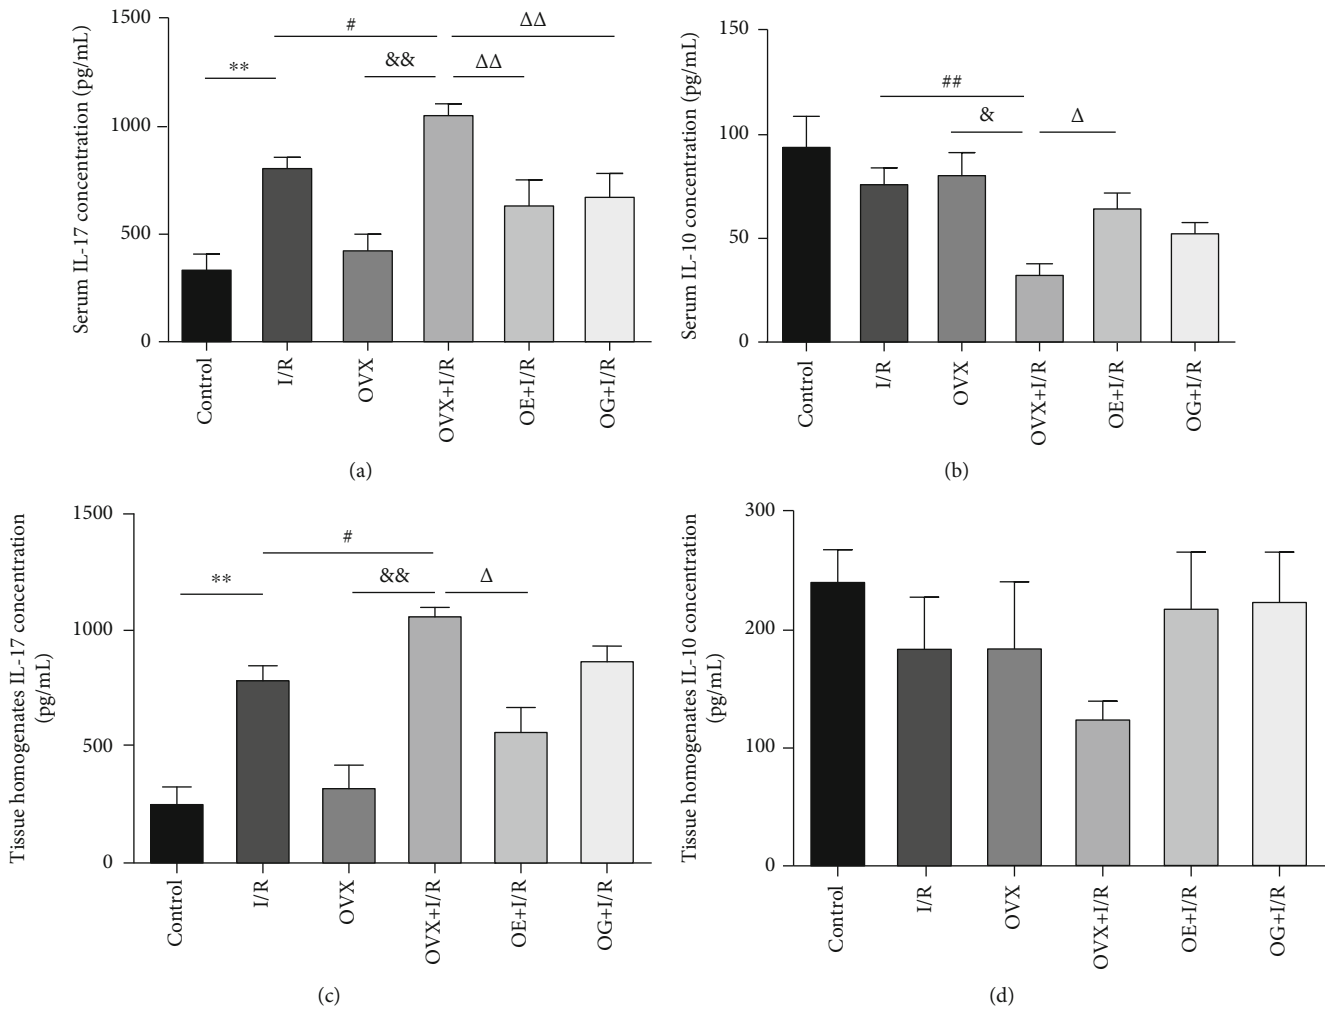 Serum IL-17 concentration (pg/mL)
1500
1000
500
0
**
#
&&
ΔΔ
ΔΔ
Control
I/R
OVX
OVX+I/R
OE+I/R
OG+I/R
(a)
Serum IL-10 concentration (pg/mL)
150
100
50
0
##
&
Δ
Control
I/R
OVX
OVX+I/R
OE+I/R
OG+I/R
(b)
Tissue homogenates IL-17 concentration
(pg/mL)
1500
1000
500
0
**
#
&&
Δ
Control
I/R
OVX
OVX+I/R
OE+I/R
OG+I/R
(c)
Tissue homogenates IL-10 concentration
(pg/mL)
300
200
100
0
Control
I/R
OVX
OVX+I/R
OE+I/R
OG+I/R
(d)